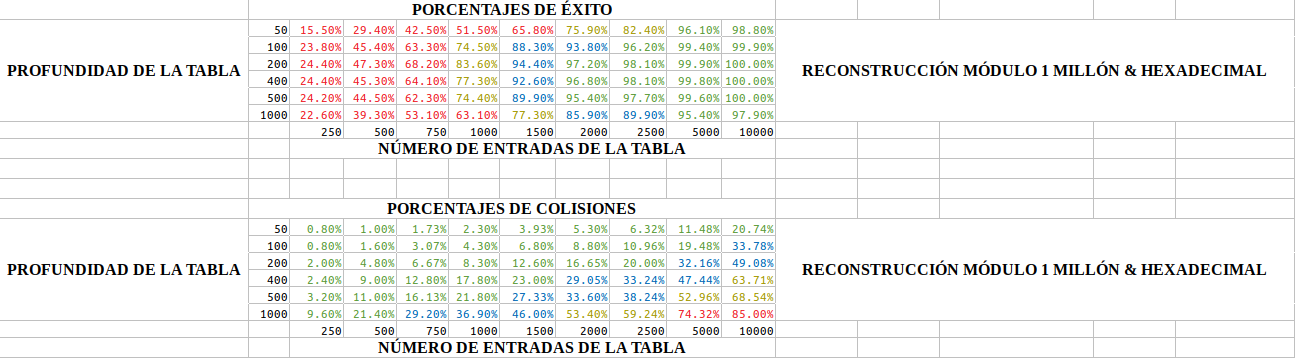 PORCENTAJES DE ÉXITO
50 15.50% 29.40% 42.50% 51.50% 65.80% 75.90% 82.40% 96.10% 98.80%
100 23.80% 45.40% 63.30% 74.50% 88.30% 93.80% 96.20% 99.40% 99.90%
200 24.40% 47.30% 68.20% 83.60% 94.40% 97.20% 98.10% 99.90% 100.00%
PROFUNDIDAD DE LA TABLA RECONSTRUCCIÓN MÓDULO 1 MILLÓN & HEXADECIMAL
400 24.40% 45.30% 64.10% 77.30% 92.60% 96.80% 98.10% 99.80% 100.00%
500 24.20% 44.50% 62.30% 74.40% 89.90% 95.40% 97.70% 99.60% 100.00%
1000 22.60% 39.30% 53.10% 63.10% 77.30% 85.90% 89.90% 95.40% 97.90%
250 500 750 1000 1500 2000 2500 5000 10000
NÚMERO DE ENTRADAS DE LA TABLA
PORCENTAJES DE COLISIONES
50 0.80% 1.00% 1.73% 2.30% 3.93% 5.30% 6.32% 11.48% 20.74%
100 0.80% 1.60% 3.07% 4.30% 6.80% 8.80% 10.96% 19.48% 33.78%
200 2.00% 4.80% 6.67% 8.30% 12.60% 16.65% 20.00% 32.16% 49.08%
PROFUNDIDAD DE LA TABLA RECONSTRUCCIÓN MÓDULO 1 MILLÓN & HEXADECIMAL
400 2.40% 9.00% 12.80% 17.80% 23.00% 29.05% 33.24% 47.44% 63.71%
500 3.20% 11.00% 16.13% 21.80% 27.33% 33.60% 38.24% 52.96% 68.54%
1000 9.60% 21.40% 29.20% 36.90% 46.00% 53.40% 59.24% 74.32% 85.00%
250 500 750 1000 1500 2000 2500 5000 10000
NÚMERO DE ENTRADAS DE LA TABLA